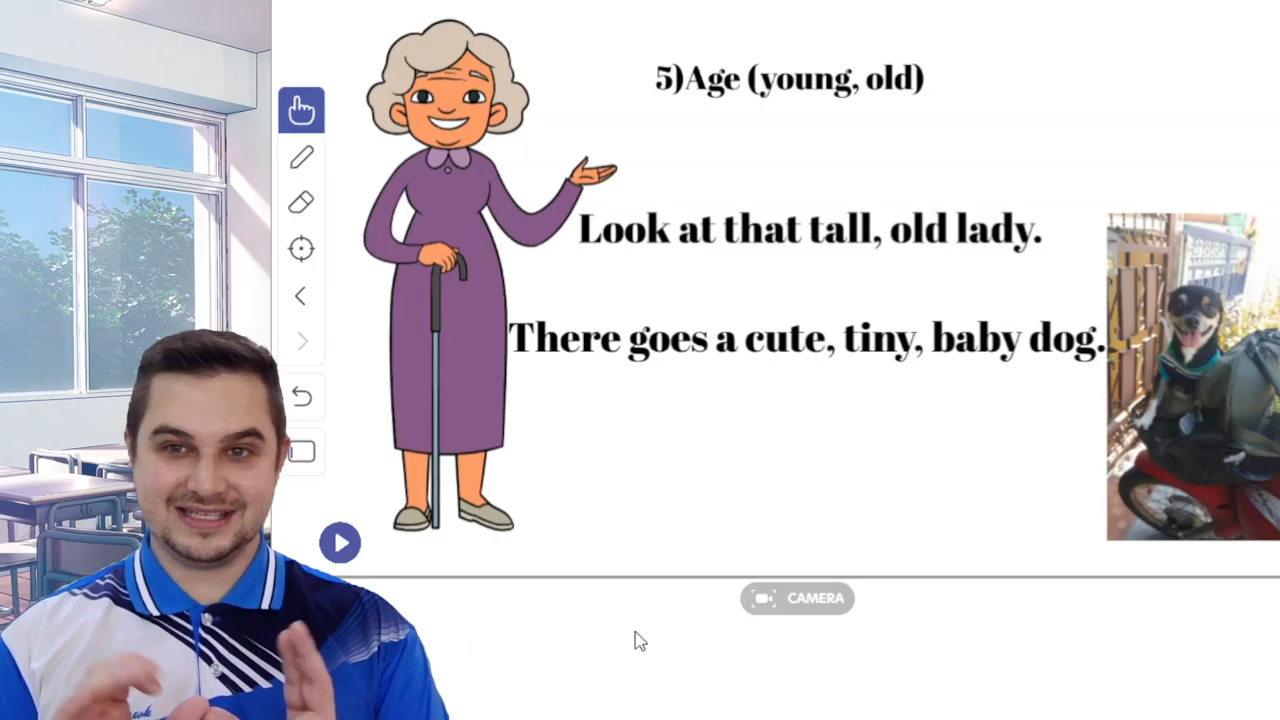 5)Age (young, old)
Look at that tall, old lady.
There goes a cute, tiny, baby dog.
CAMERA